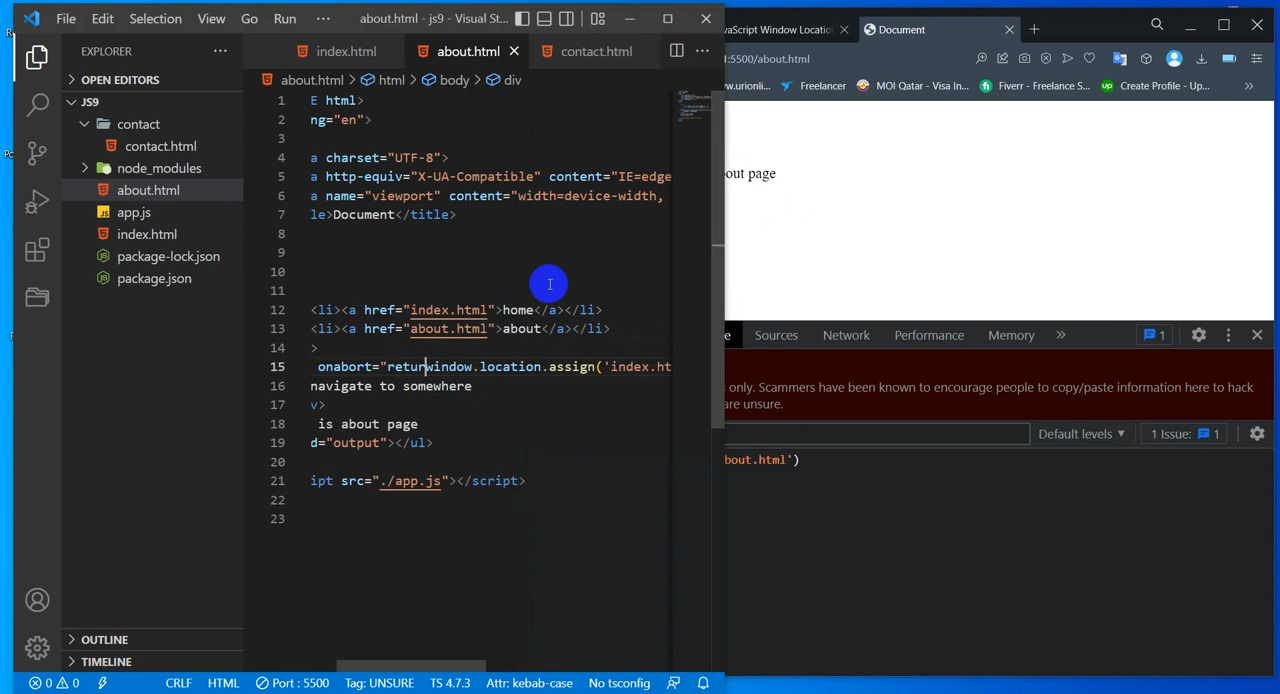 File Edit Selection View Go Run ··· about.html - js9 - Visual St...
EXPLORER ···
OPEN EDITORS
JS9
contact
contact.html
node_modules
about.html
app.js
index.html
package-lock.json
package.json
OUTLINE
TIMELINE
index.html about.html contact.html ···
about.html > html > body > div
1 E html>
2 ng="en">
3
4 a charset="UTF-8">
5 a http-equiv="X-UA-Compatible" content="IE=edge
6 a name="viewport" content="width=device-width,
7 le>Document</title>
8
9
10
11
12 <li><a href="index.html">home</a></li>
13 <li><a href="about.html">about</a></li>
14 >
15 onabort="returwindow.location.assign('index.ht
16 navigate to somewhere
17 v>
18 is about page
19 d="output"></ul>
20
21 ipt src="./app.js"></script>
22
23
0 0 CRLF HTML Port : 5500 Tag: UNSURE TS 4.7.3 Attr: kebab-case No tsconfig
vaScript Window Locatio Document
:5500/about.html
w.urionli... Freelancer MOI Qatar - Visa In... Fiverr - Freelance S... Create Profile - Up...
out page
e Sources Network Performance Memory 1
s only. Scammers have been known to encourage people to copy/paste information here to hack
are unsure.
Default levels 1 Issue: 1
bout.html')